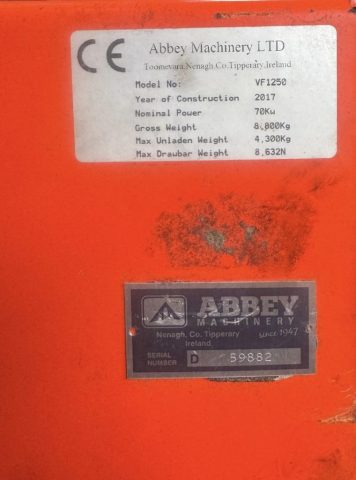 CE
Abbey Machinery LTD
Toomevara,Nenagh,Co.Tipperary,Ireland
Model No: VF1250
Year of Construction 2017
Nominal Power 70Kw
Gross Weight 8,800Kg
Max Unladen Weight 4,300Kg
Max Drawbar Weight 8,632N
ABBEY
MACHINERY
Nenagh, Co. Tipperary since 1947
Ireland
SERIAL NUMBER D 59882